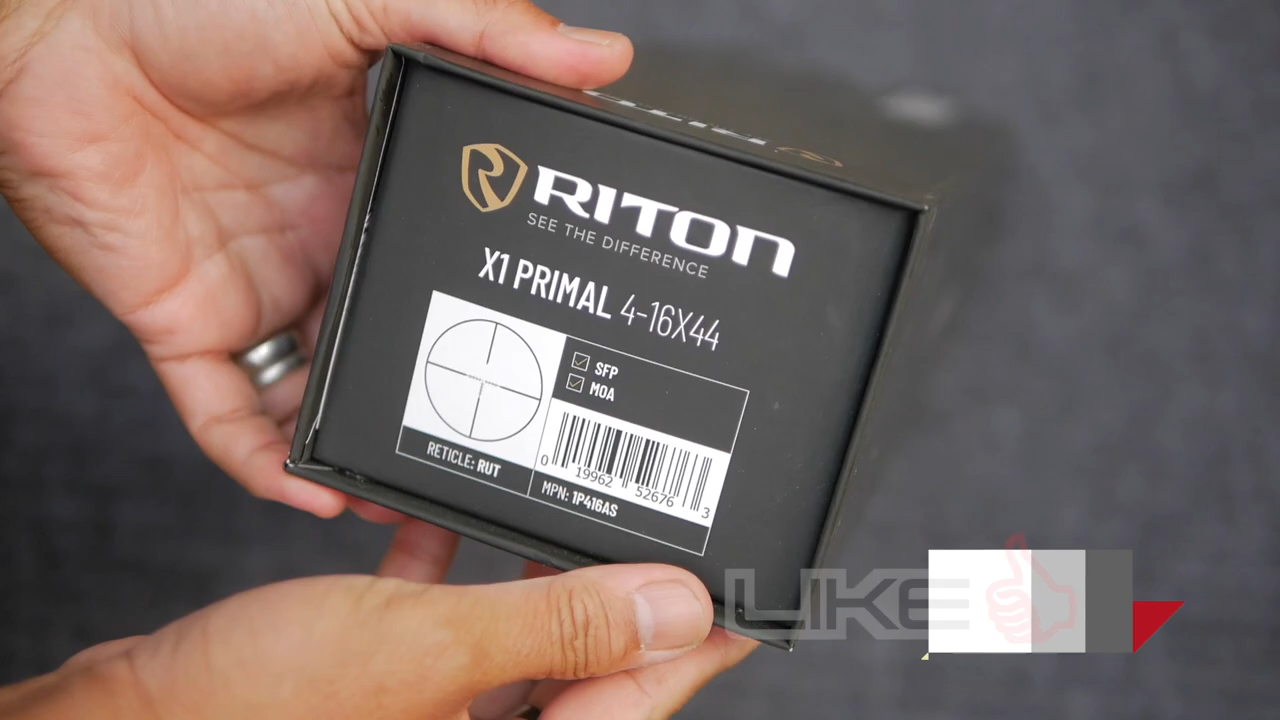 RITON
SEE THE DIFFERENCE
X1 PRIMAL 4-16X44
SFP
MOA
0 19962 52676 3
RETICLE: RUT
MPN: 1P416AS
LIKE